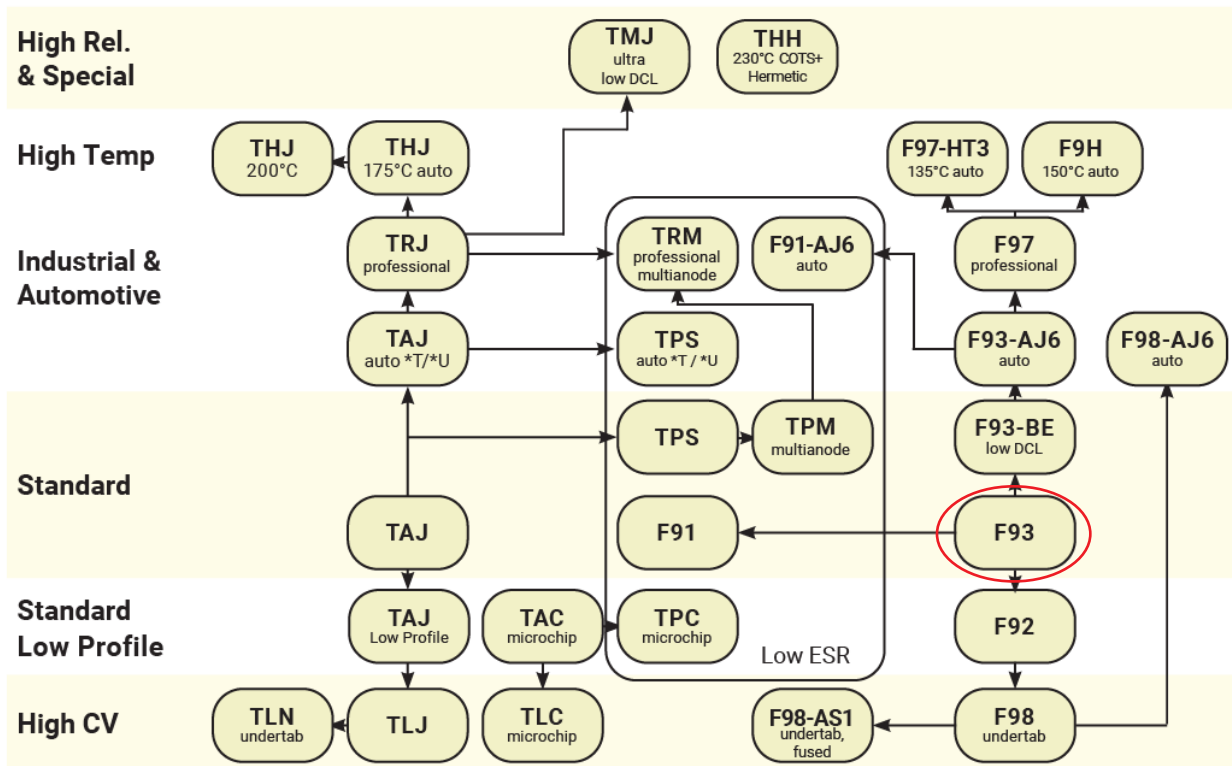 High Rel.
& Special
TMJ
ultra
low DCL
THH
230°C COTS+
Hermetic
High Temp
THJ
200°C
THJ
175°C auto
F97-HT3
135°C auto
F9H
150°C auto
Industrial &
Automotive
TRJ
professional
TRM
professional
multianode
F91-AJ6
auto
F97
professional
TAJ
auto *T/*U
TPS
auto *T / *U
F93-AJ6
auto
F98-AJ6
auto
Standard
TPS
TPM
multianode
F93-BE
low DCL
TAJ
F91
F93
Standard
Low Profile
TAJ
Low Profile
TAC
microchip
TPC
microchip
F92
Low ESR
High CV
TLN
undertab
TLJ
TLC
microchip
F98-AS1
undertab,
fused
F98
undertab